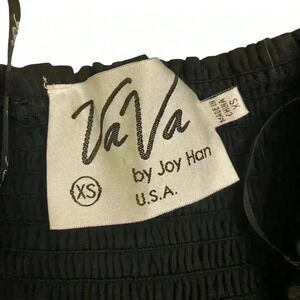 VaVa
by Joy Han
XS
U.S.A.
MADE IN
CHINA
XS